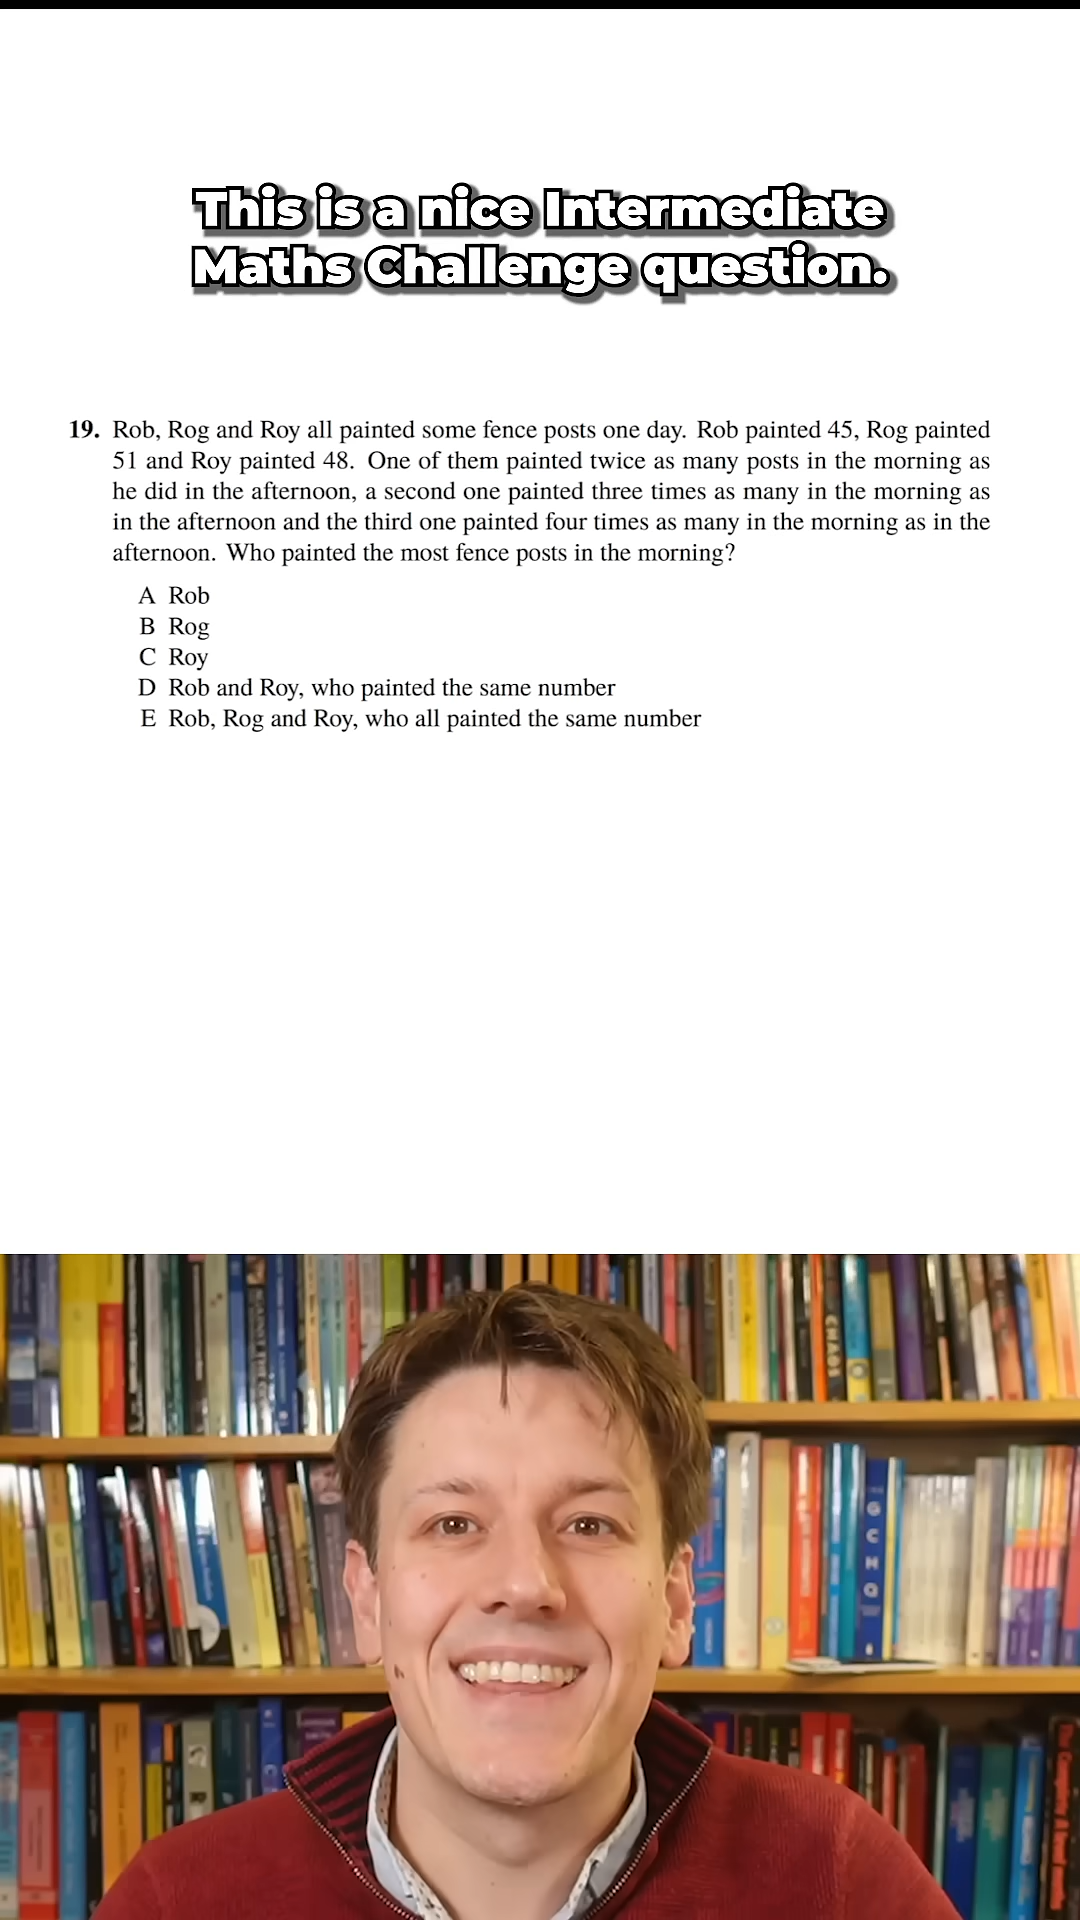 This is a nice Intermediate
Maths Challenge question.
19. Rob, Rog and Roy all painted some fence posts one day. Rob painted 45, Rog painted
51 and Roy painted 48. One of them painted twice as many posts in the morning as
he did in the afternoon, a second one painted three times as many in the morning as
in the afternoon and the third one painted four times as many in the morning as in the
afternoon. Who painted the most fence posts in the morning?
A Rob
B Rog
C Roy
D Rob and Roy, who painted the same number
E Rob, Rog and Roy, who all painted the same number
CHAOS
GCHQ